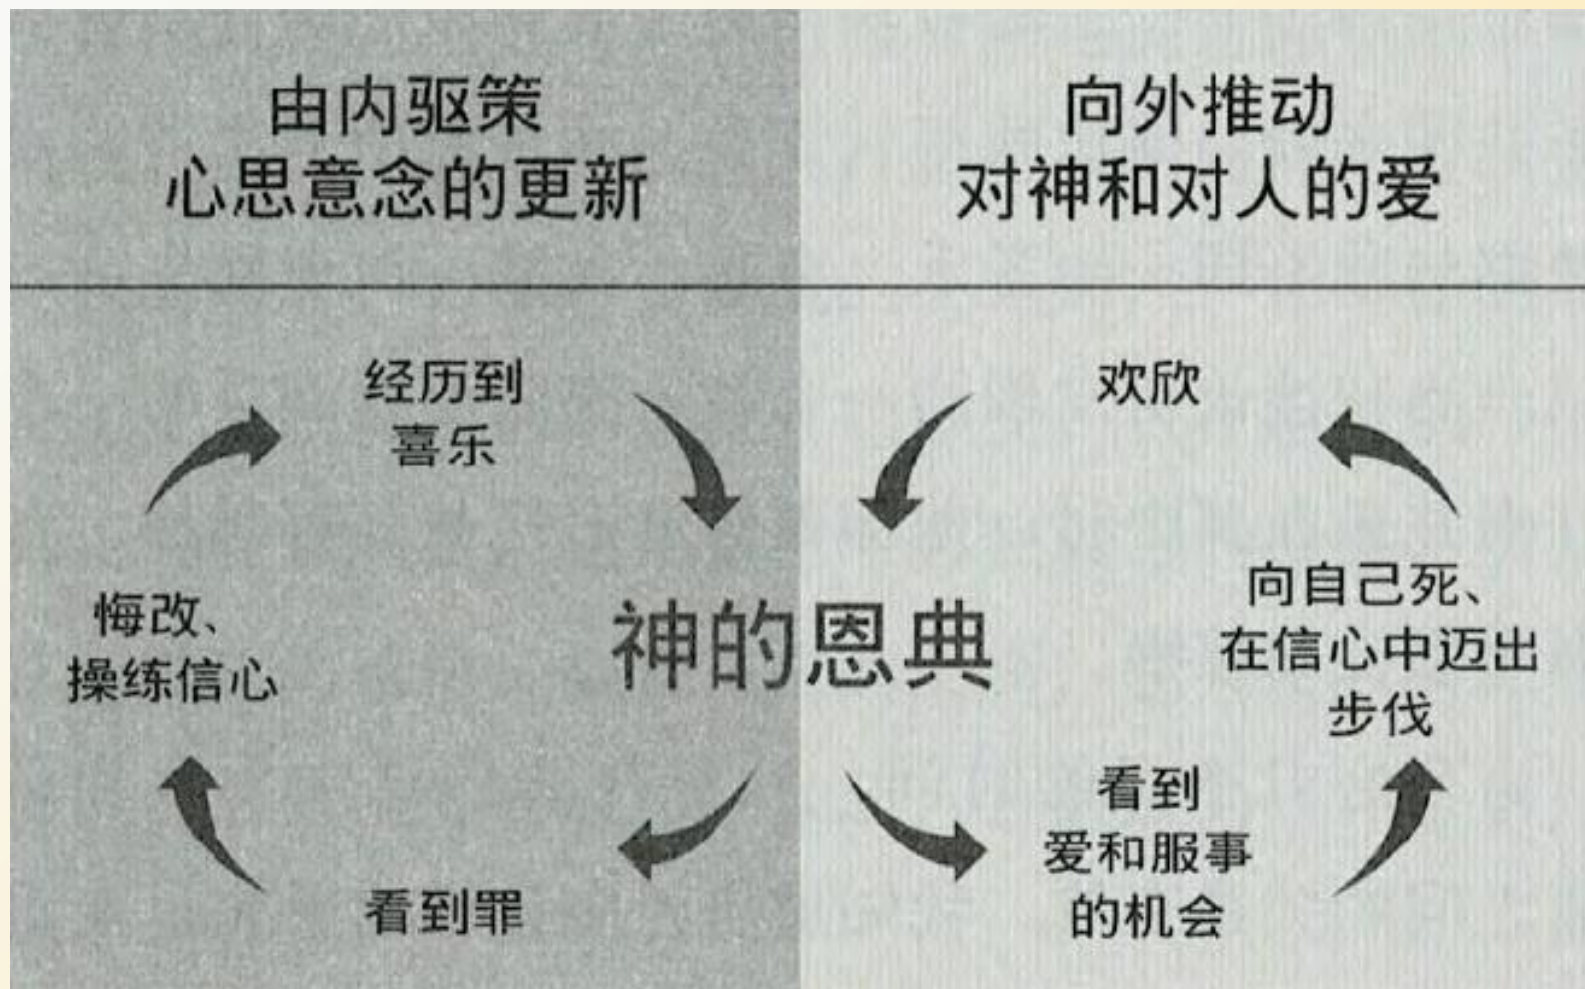 由内驱策
心思意念的更新
向外推动
对神和对人的爱
经历到
喜乐
悔改、
操练信心
看到罪
神的恩典
欢欣
向自己死、
在信心中迈出
步伐
看到
爱和服事
的机会